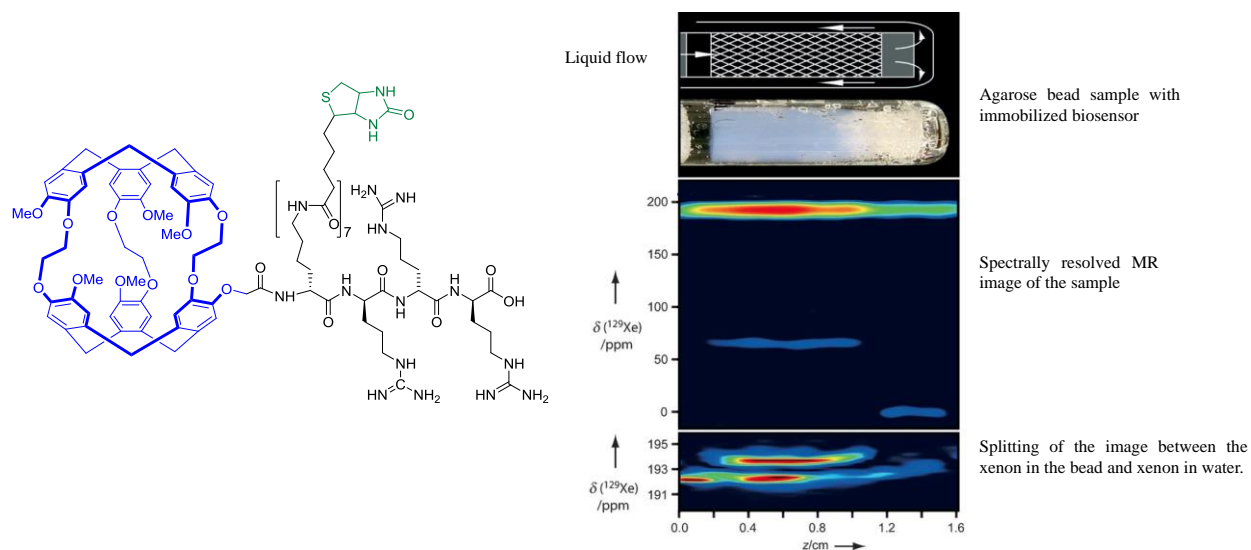 Liquid flow
Agarose bead sample with
immobilized biosensor
S
NH
O
N
H
7
HN
O
H₂N
NH
HN
MeO
OMe
MeO
O
O
O
OMe
OMe
O
O
O
O
O
N
H
O
H
N
O
N
H
O
H
N
O
OH
NH
HN
C
NH₂
NH
HN
NH₂
200
150
100
50
0
δ (¹²⁹Xe)
/ppm
Spectrally resolved MR
image of the sample
195
193
191
δ (¹²⁹Xe)
/ppm
Splitting of the image between the
xenon in the bead and xenon in water.
0.0 0.4 0.8 1.2 1.6
z/cm